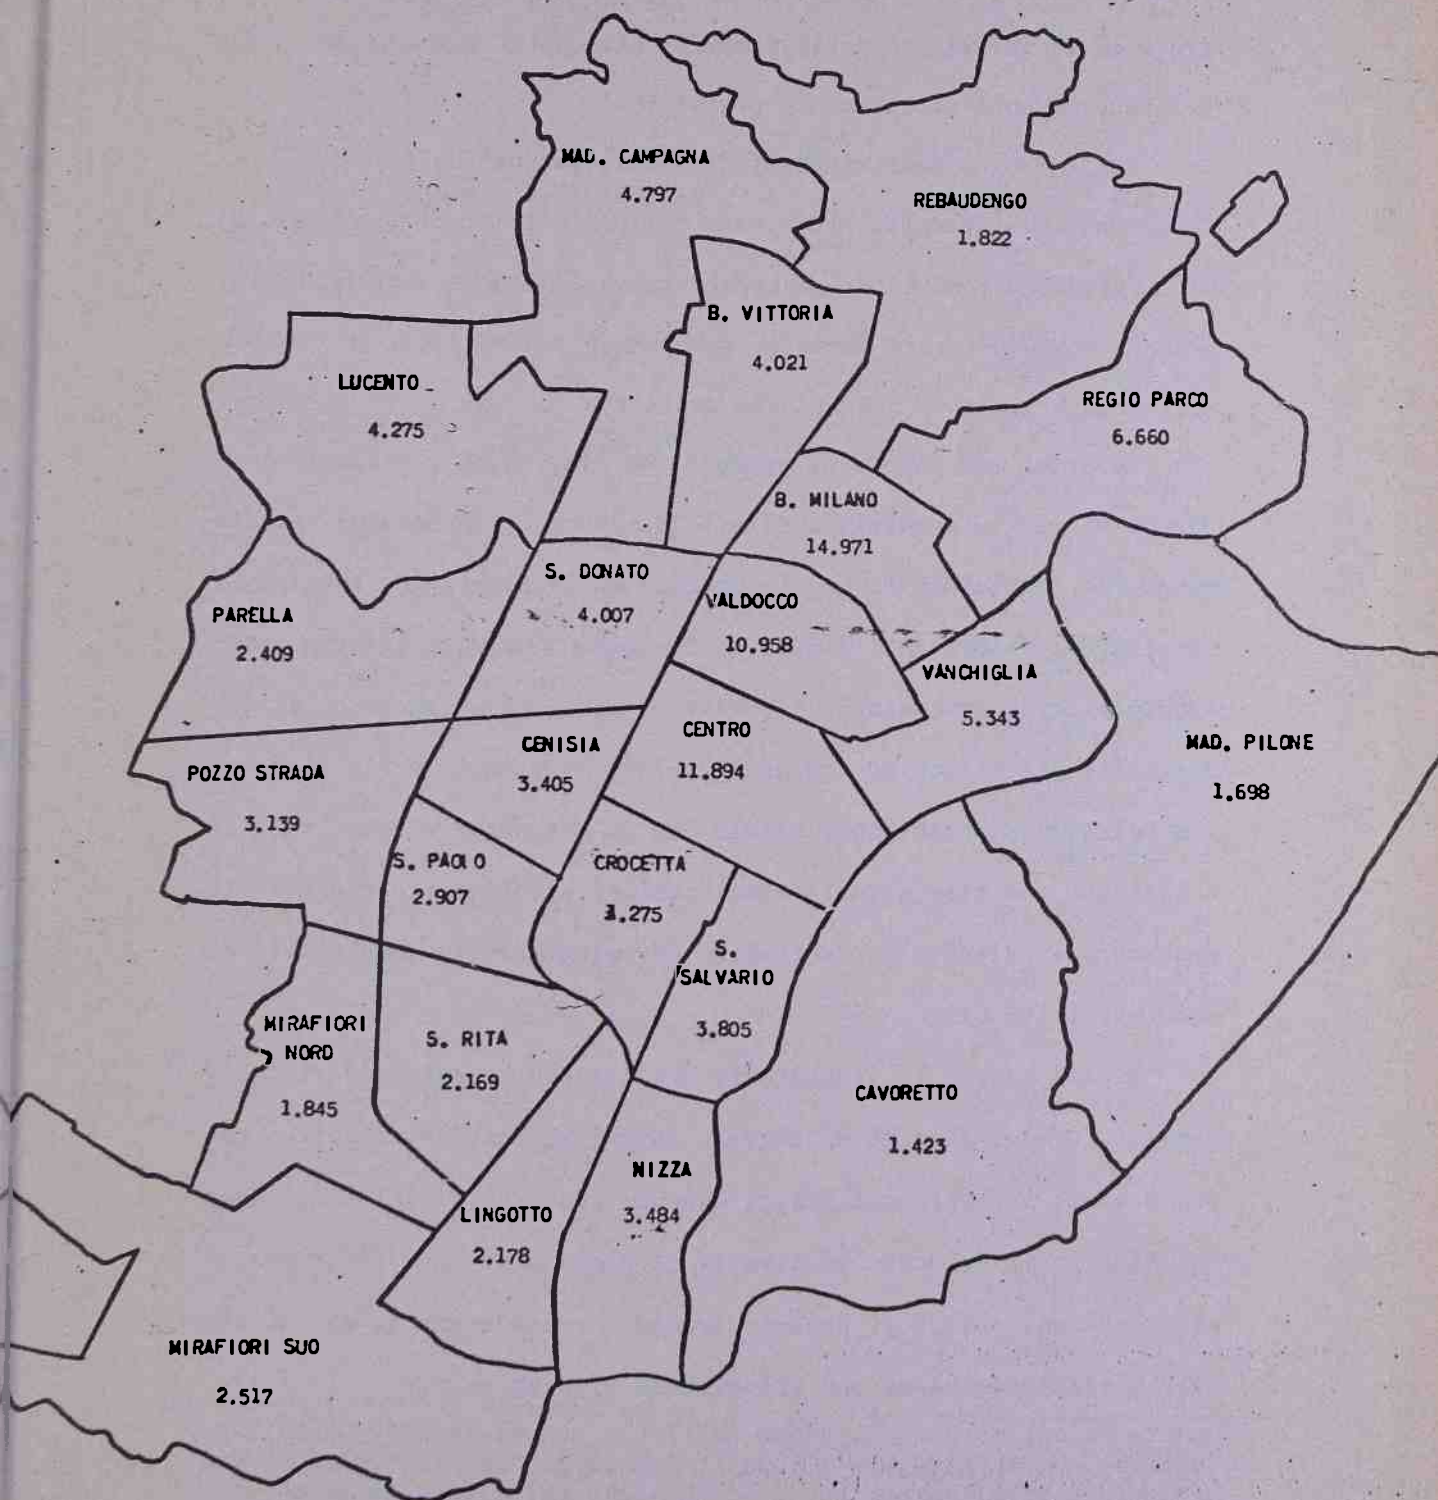 MAD. CAMPAGNA
4.797
REBAUDENGO
1.822
B. VITTORIA
4.021
LUCENTO
4.275
REGIO PARCO
6.660
B. MILANO
14.971
S. DONATO
4.007
VALDOCCO
10.958
PARELLA
2.409
VANCHIGLIA
5.343
CENTRO
11.894
CENISIA
3.405
MAD. PILONE
1.698
POZZO STRADA
3.139
S. PAOLO
2.907
CROCETTA
S.
SALVARIO
3.805
MIRAFIORI
NORD
1.845
S. RITA
2.169
CAVORETTO
1.423
NIZZA
3.484
LINGOTTO
2.178
MIRAFIORI SUD
2.517